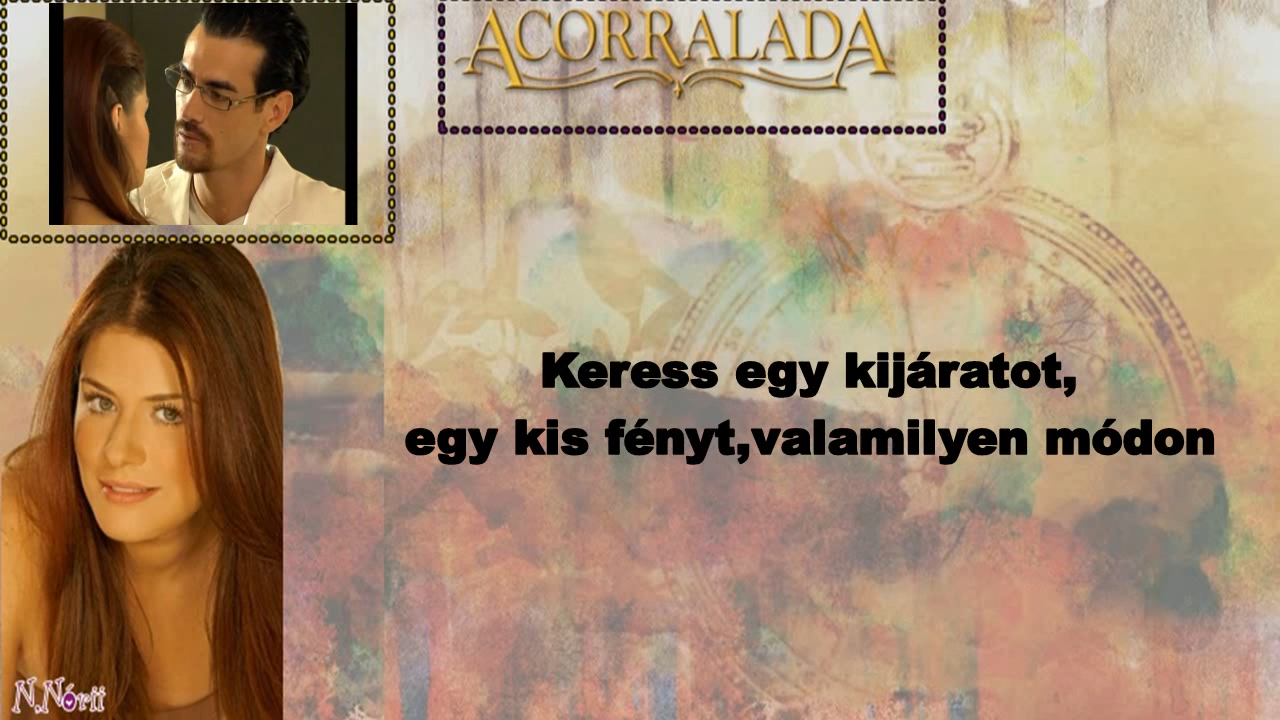 ACORRALADA
Keress egy kijáratot,
egy kis fényt,valamilyen módon
N.Nórii